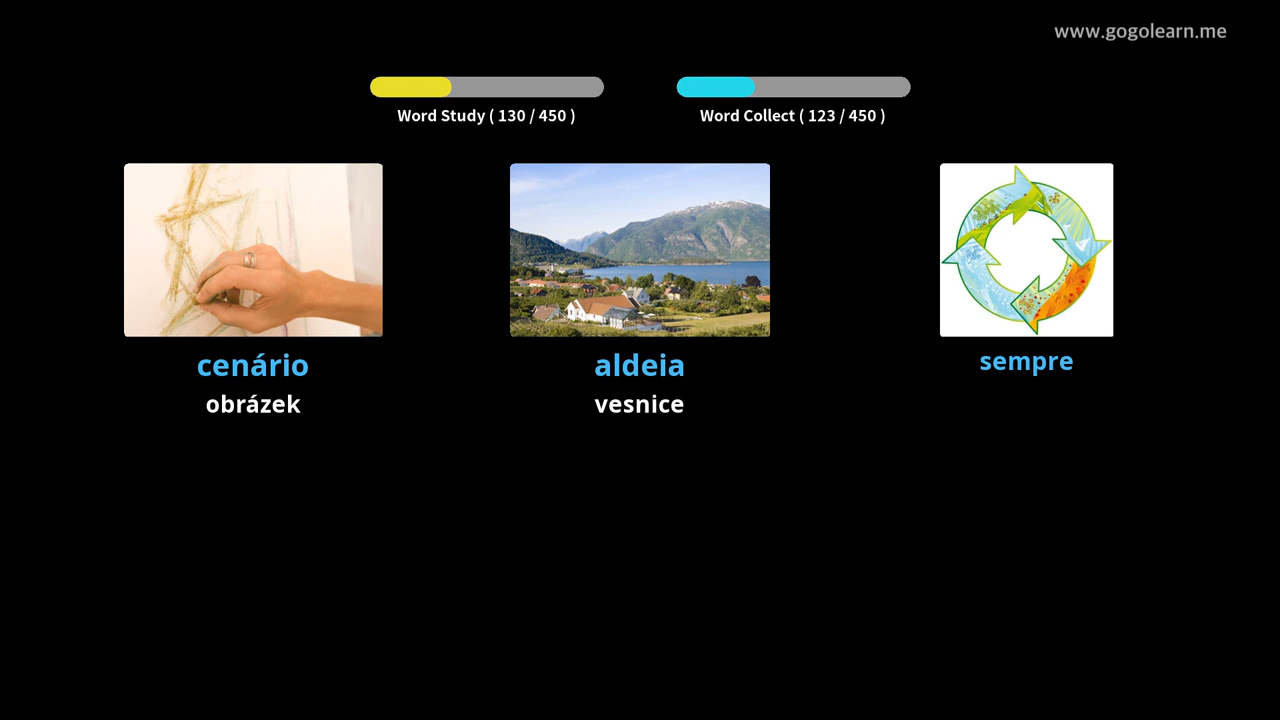 www.gogolearn.me
Word Study ( 130 / 450 )
Word Collect ( 123 / 450 )
cenário
obrázek
aldeia
vesnice
sempre